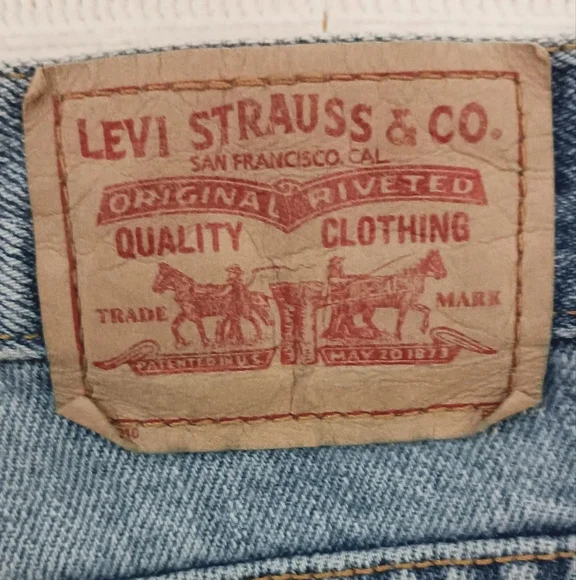 LEVI STRAUSS & CO.
SAN FRANCISCO, CAL.
ORIGINAL RIVETED
QUALITY CLOTHING
TRADE MARK
PATENTED IN U.S. MAY 20 1873